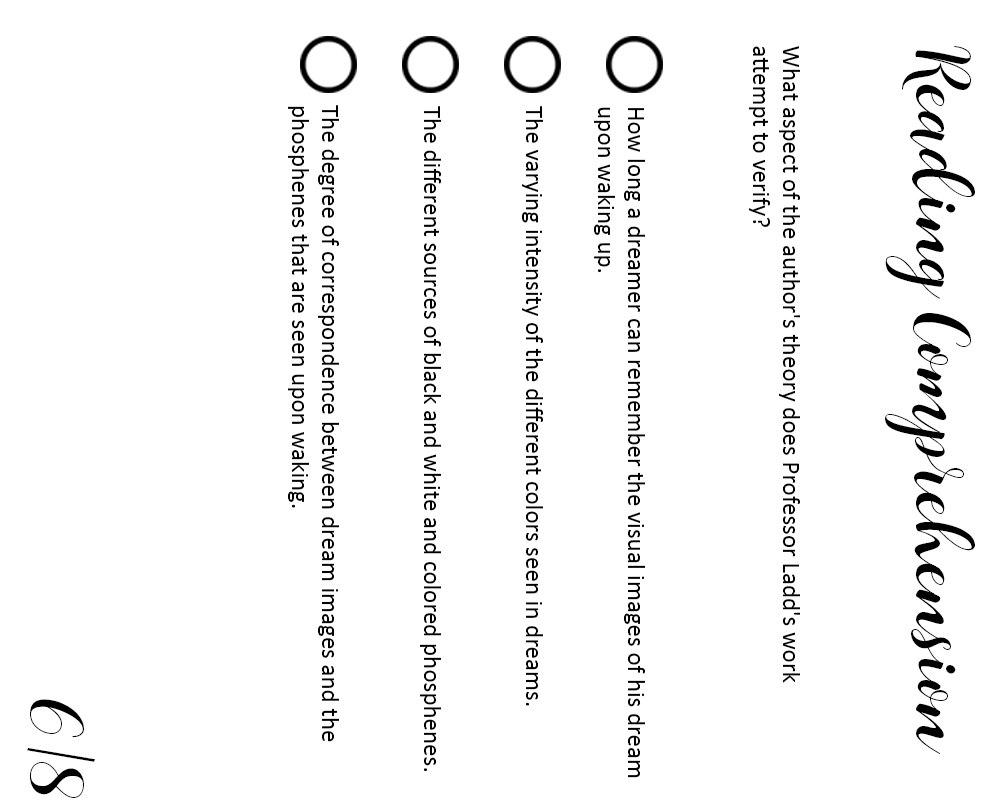 Reading Comprehension
What aspect of the author's theory does Professor Ladd's work
attempt to verify?
How long a dreamer can remember the visual images of his dream
upon waking up.
The varying intensity of the different colors seen in dreams.
The different sources of black and white and colored phosphenes.
The degree of correspondence between dream images and the
phosphenes that are seen upon waking.
6/8